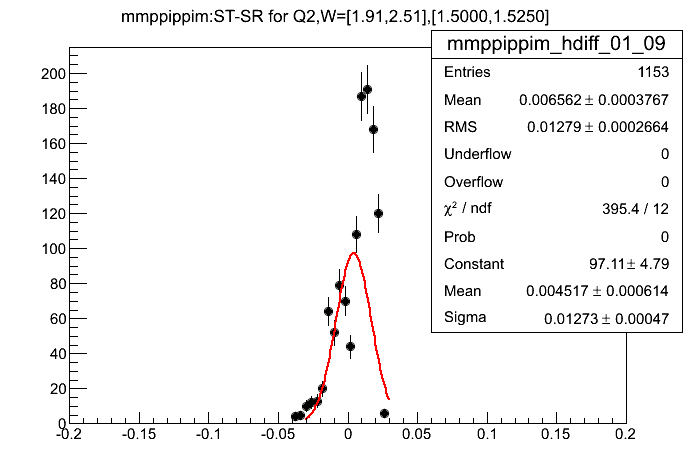 mmppippim:ST-SR for Q2,W=[1.91,2.51],[1.5000,1.5250]
mmppippim_hdiff_01_09
Entries 1153
Mean 0.006562 ± 0.0003767
RMS 0.01279 ± 0.0002664
Underflow 0
Overflow 0
χ² / ndf 395.4 / 12
Prob 0
Constant 97.11 ± 4.79
Mean 0.004517 ± 0.000614
Sigma 0.01273 ± 0.00047
200
180
160
140
120
100
80
60
40
20
0
-0.2 -0.15 -0.1 -0.05 0 0.05 0.1 0.15 0.2